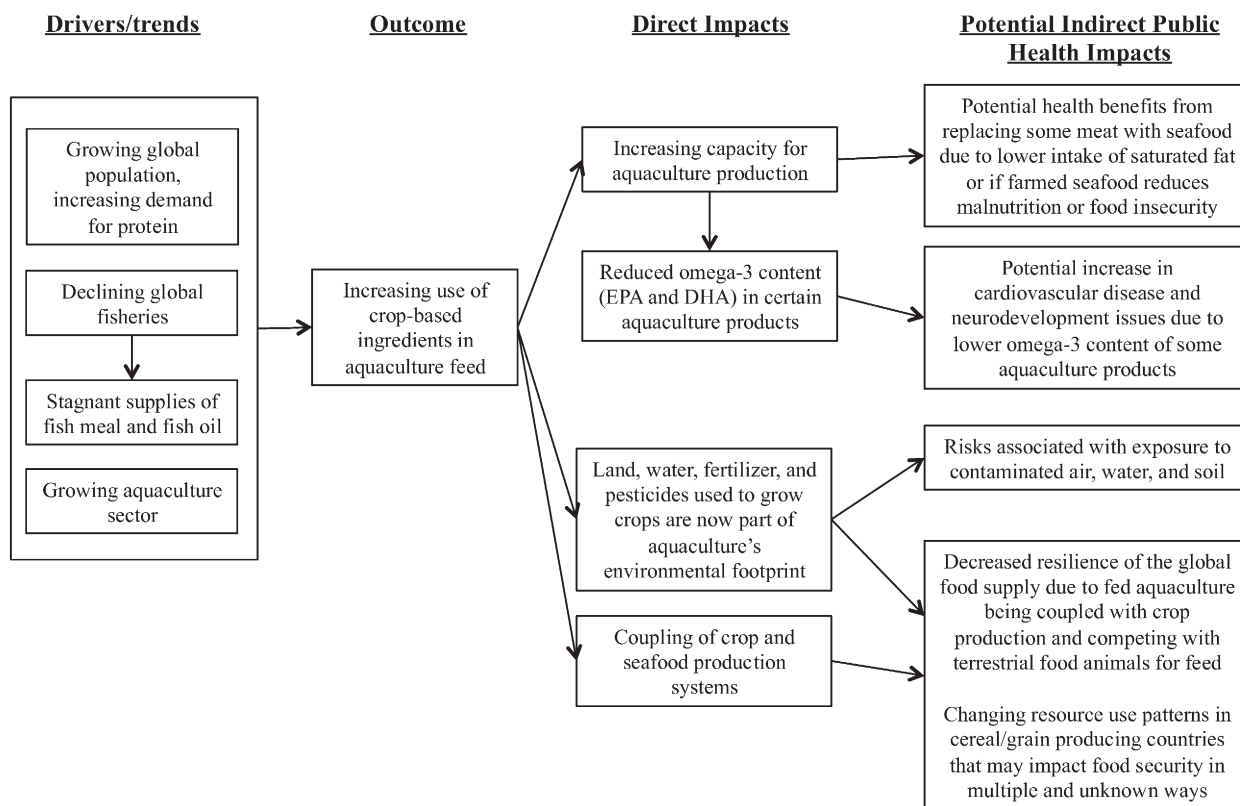 Drivers/trends
Outcome
Direct Impacts
Potential Indirect Public
Health Impacts
Growing global
population,
increasing demand
for protein
Declining global
fisheries
Stagnant supplies of
fish meal and fish oil
Growing aquaculture
sector
Increasing use of
crop-based
ingredients in
aquaculture feed
Increasing capacity for
aquaculture production
Reduced omega-3 content
(EPA and DHA) in certain
aquaculture products
Land, water, fertilizer, and
pesticides used to grow
crops are now part of
aquaculture’s
environmental footprint
Coupling of crop and
seafood production
systems
Potential health benefits from
replacing some meat with seafood
due to lower intake of saturated fat
or if farmed seafood reduces
malnutrition or food insecurity
Potential increase in
cardiovascular disease and
neurodevelopment issues due to
lower omega-3 content of some
aquaculture products
Risks associated with exposure to
contaminated air, water, and soil
Decreased resilience of the global
food supply due to fed aquaculture
being coupled with crop
production and competing with
terrestrial food animals for feed
Changing resource use patterns in
cereal/grain producing countries
that may impact food security in
multiple and unknown ways